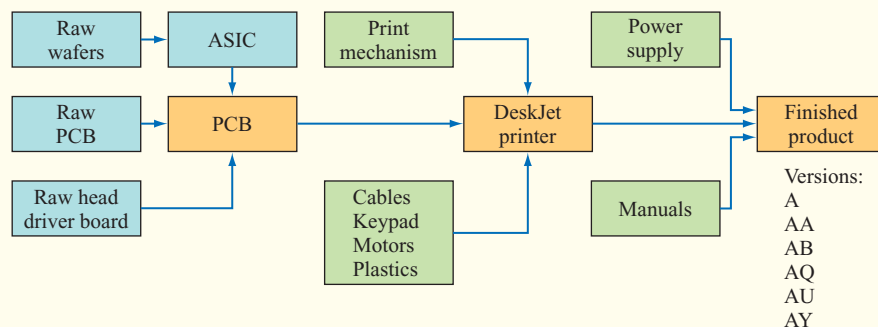 Raw
wafers
ASIC
Print
mechanism
Power
supply
Raw
PCB
PCB
DeskJet
printer
Finished
product
Raw head
driver board
Cables
Keypad
Motors
Plastics
Manuals
Versions:
A
AA
AB
AQ
AU
AY